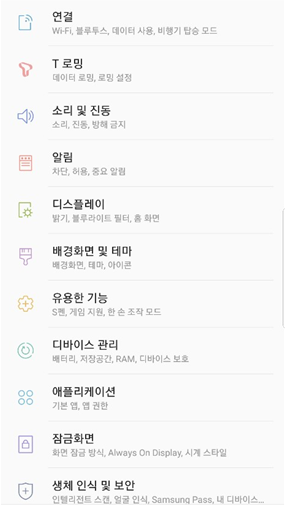 연결
Wi-Fi, 블루투스, 데이터 사용, 비행기 탑승 모드
T 로밍
데이터 로밍, 로밍 설정
소리 및 진동
소리, 진동, 방해 금지
알림
차단, 허용, 중요 알림
디스플레이
밝기, 블루라이트 필터, 홈 화면
배경화면 및 테마
배경화면, 테마, 아이콘
유용한 기능
S펜, 게임 지원, 한 손 조작 모드
디바이스 관리
배터리, 저장공간, RAM, 디바이스 보호
애플리케이션
기본 앱, 앱 권한
잠금화면
화면 잠금 방식, Always On Display, 시계 스타일
생체 인식 및 보안
인텔리전트 스캔, 얼굴 인식, Samsung Pass, 내 디바이스...